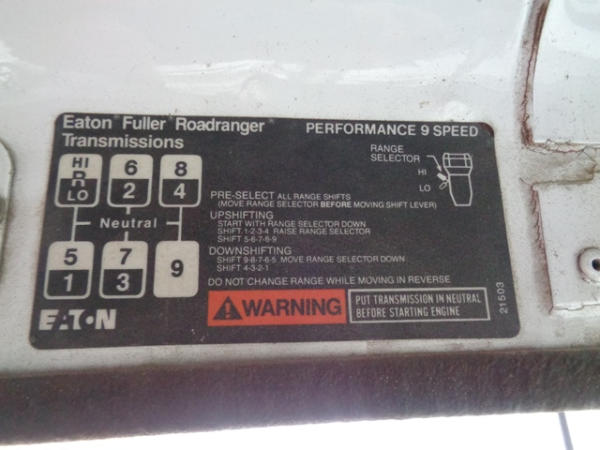 Eaton® Fuller® Roadranger®
Transmissions
PERFORMANCE 9 SPEED
HI
R
LO
6
2
8
4
Neutral
5
1
7
3
9
RANGE
SELECTOR
HI
LO
PRE-SELECT ALL RANGE SHIFTS
(MOVE RANGE SELECTOR BEFORE MOVING SHIFT LEVER)
UPSHIFTING
START WITH RANGE SELECTOR DOWN
SHIFT 1-2-3-4 RAISE RANGE SELECTOR
SHIFT 5-6-7-8-9
DOWNSHIFTING
SHIFT 9-8-7-6-5 MOVE RANGE SELECTOR DOWN
SHIFT 4-3-2-1
DO NOT CHANGE RANGE WHILE MOVING IN REVERSE
WARNING
PUT TRANSMISSION IN NEUTRAL
BEFORE STARTING ENGINE
EATON
21503